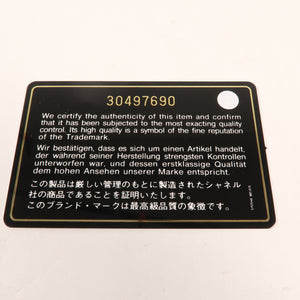 30497690
We certify the authenticity of this item and confirm
that it has been subjected to the most exacting quality
control. Its high quality is a symbol of the fine reputation
of the Trademark.
Wir bestätigen, dass es sich um einen Artikel handelt,
der während seiner Herstellung strengsten Kontrollen
unterworfen war, und dessen erstklassige Qualität
dem hohen Ansehen unserer Marke entspricht.
この製品は厳しい管理のもとに製造されたシャネル
社の商品であることを証明いたします。
このブランド・マークは最高級品質の象徴です。